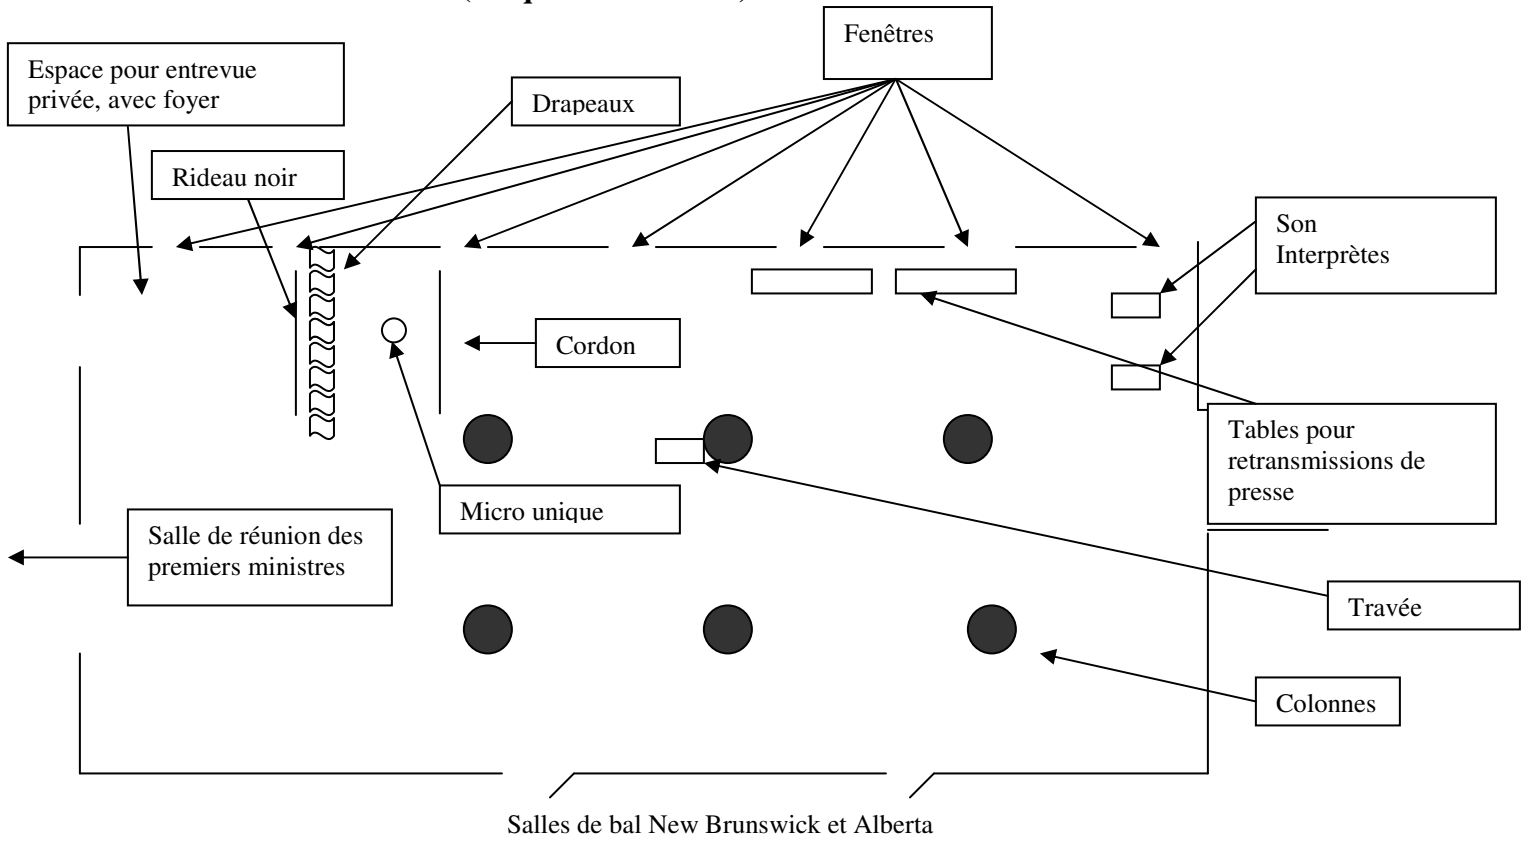 Fenêtres
Espace pour entrevue
privée, avec foyer
Drapeaux
Rideau noir
Son
Interprètes
Cordon
Tables pour
retransmissions de
presse
Micro unique
Salle de réunion des
premiers ministres
Travée
Colonnes
Salles de bal New Brunswick et Alberta